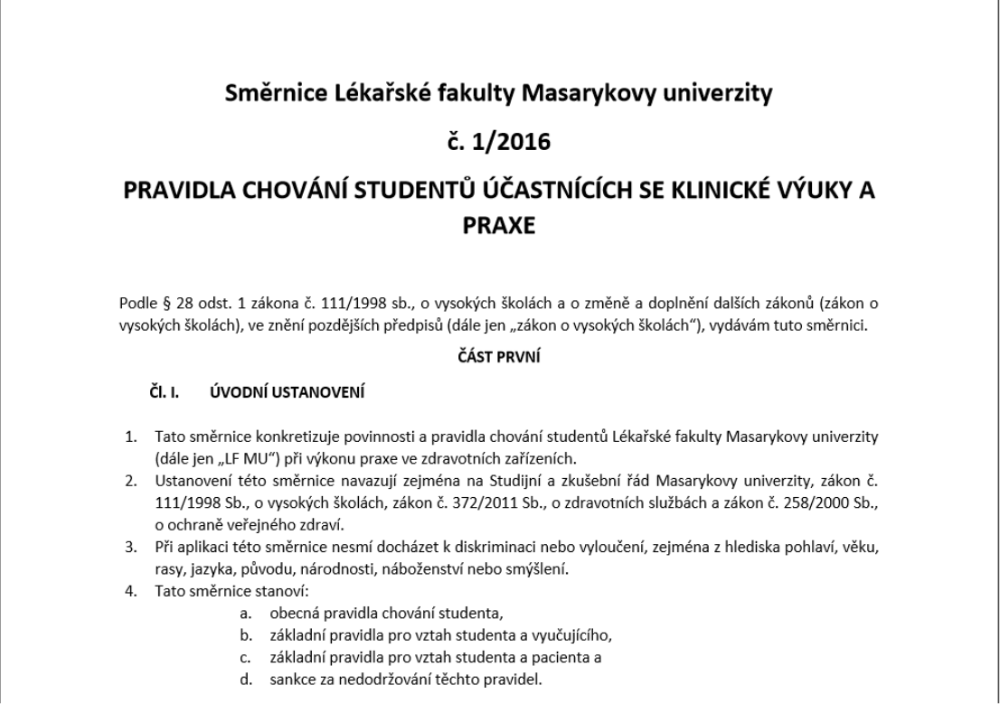 Směrnice Lékařské fakulty Masarykovy univerzity
č. 1/2016
PRAVIDLA CHOVÁNÍ STUDENTŮ ÚČASTNÍCÍCH SE KLINICKÉ VÝUKY A
PRAXE
Podle § 28 odst. 1 zákona č. 111/1998 sb., o vysokých školách a o změně a doplnění dalších zákonů (zákon o
vysokých školách), ve znění pozdějších předpisů (dále jen „zákon o vysokých školách“), vydávám tuto směrnici.
ČÁST PRVNÍ
Čl. I. ÚVODNÍ USTANOVENÍ
1. Tato směrnice konkretizuje povinnosti a pravidla chování studentů Lékařské fakulty Masarykovy univerzity
(dále jen „LF MU“) při výkonu praxe ve zdravotních zařízeních.
2. Ustanovení této směrnice navazují zejména na Studijní a zkušební řád Masarykovy univerzity, zákon č.
111/1998 Sb., o vysokých školách, zákon č. 372/2011 Sb., o zdravotních službách a zákon č. 258/2000 Sb.,
o ochraně veřejného zdraví.
3. Při aplikaci této směrnice nesmí docházet k diskriminaci nebo vyloučení, zejména z hlediska pohlaví, věku,
rasy, jazyka, původu, národnosti, náboženství nebo smýšlení.
4. Tato směrnice stanoví:
a. obecná pravidla chování studenta,
b. základní pravidla pro vztah studenta a vyučujícího,
c. základní pravidla pro vztah studenta a pacienta a
d. sankce za nedodržování těchto pravidel.